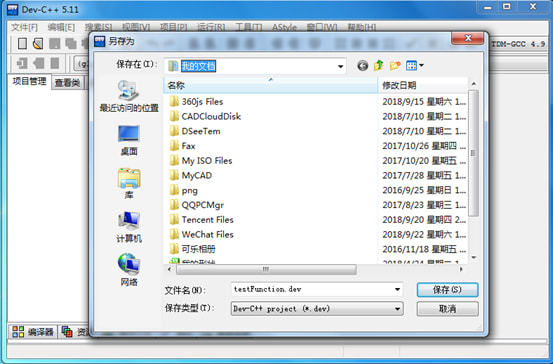 Dev-C++ 5.11
文件[F] 编辑[E] 搜索[S] 视图[V] 项目[P] 运行[R] 工具[T] AStyle 窗口[W] 帮助[H]
TDM-GCC 4.9
项目管理 查看类
另存为
保存在(I): 我的文档
名称 修改日期
360js Files 2018/9/15 星期六 1...
CADCloudDisk 2018/7/10 星期二 1...
DSeeTem 2018/7/10 星期二 1...
Fax 2017/10/26 星期四 ...
My ISO Files 2017/10/20 星期五 ...
MyCAD 2017/7/28 星期五 1...
png 2016/9/25 星期日 1...
QQPCMgr 2017/8/23 星期三 1...
Tencent Files 2018/9/20 星期四 2...
WeChat Files 2018/9/22 星期六 1...
可乐相册 2016/11/18 星期五 ...
最近访问的位置
桌面
库
计算机
网络
文件名(N): testFunction.dev 保存(S)
保存类型(T): Dev-C++ project (*.dev) 取消
编译器